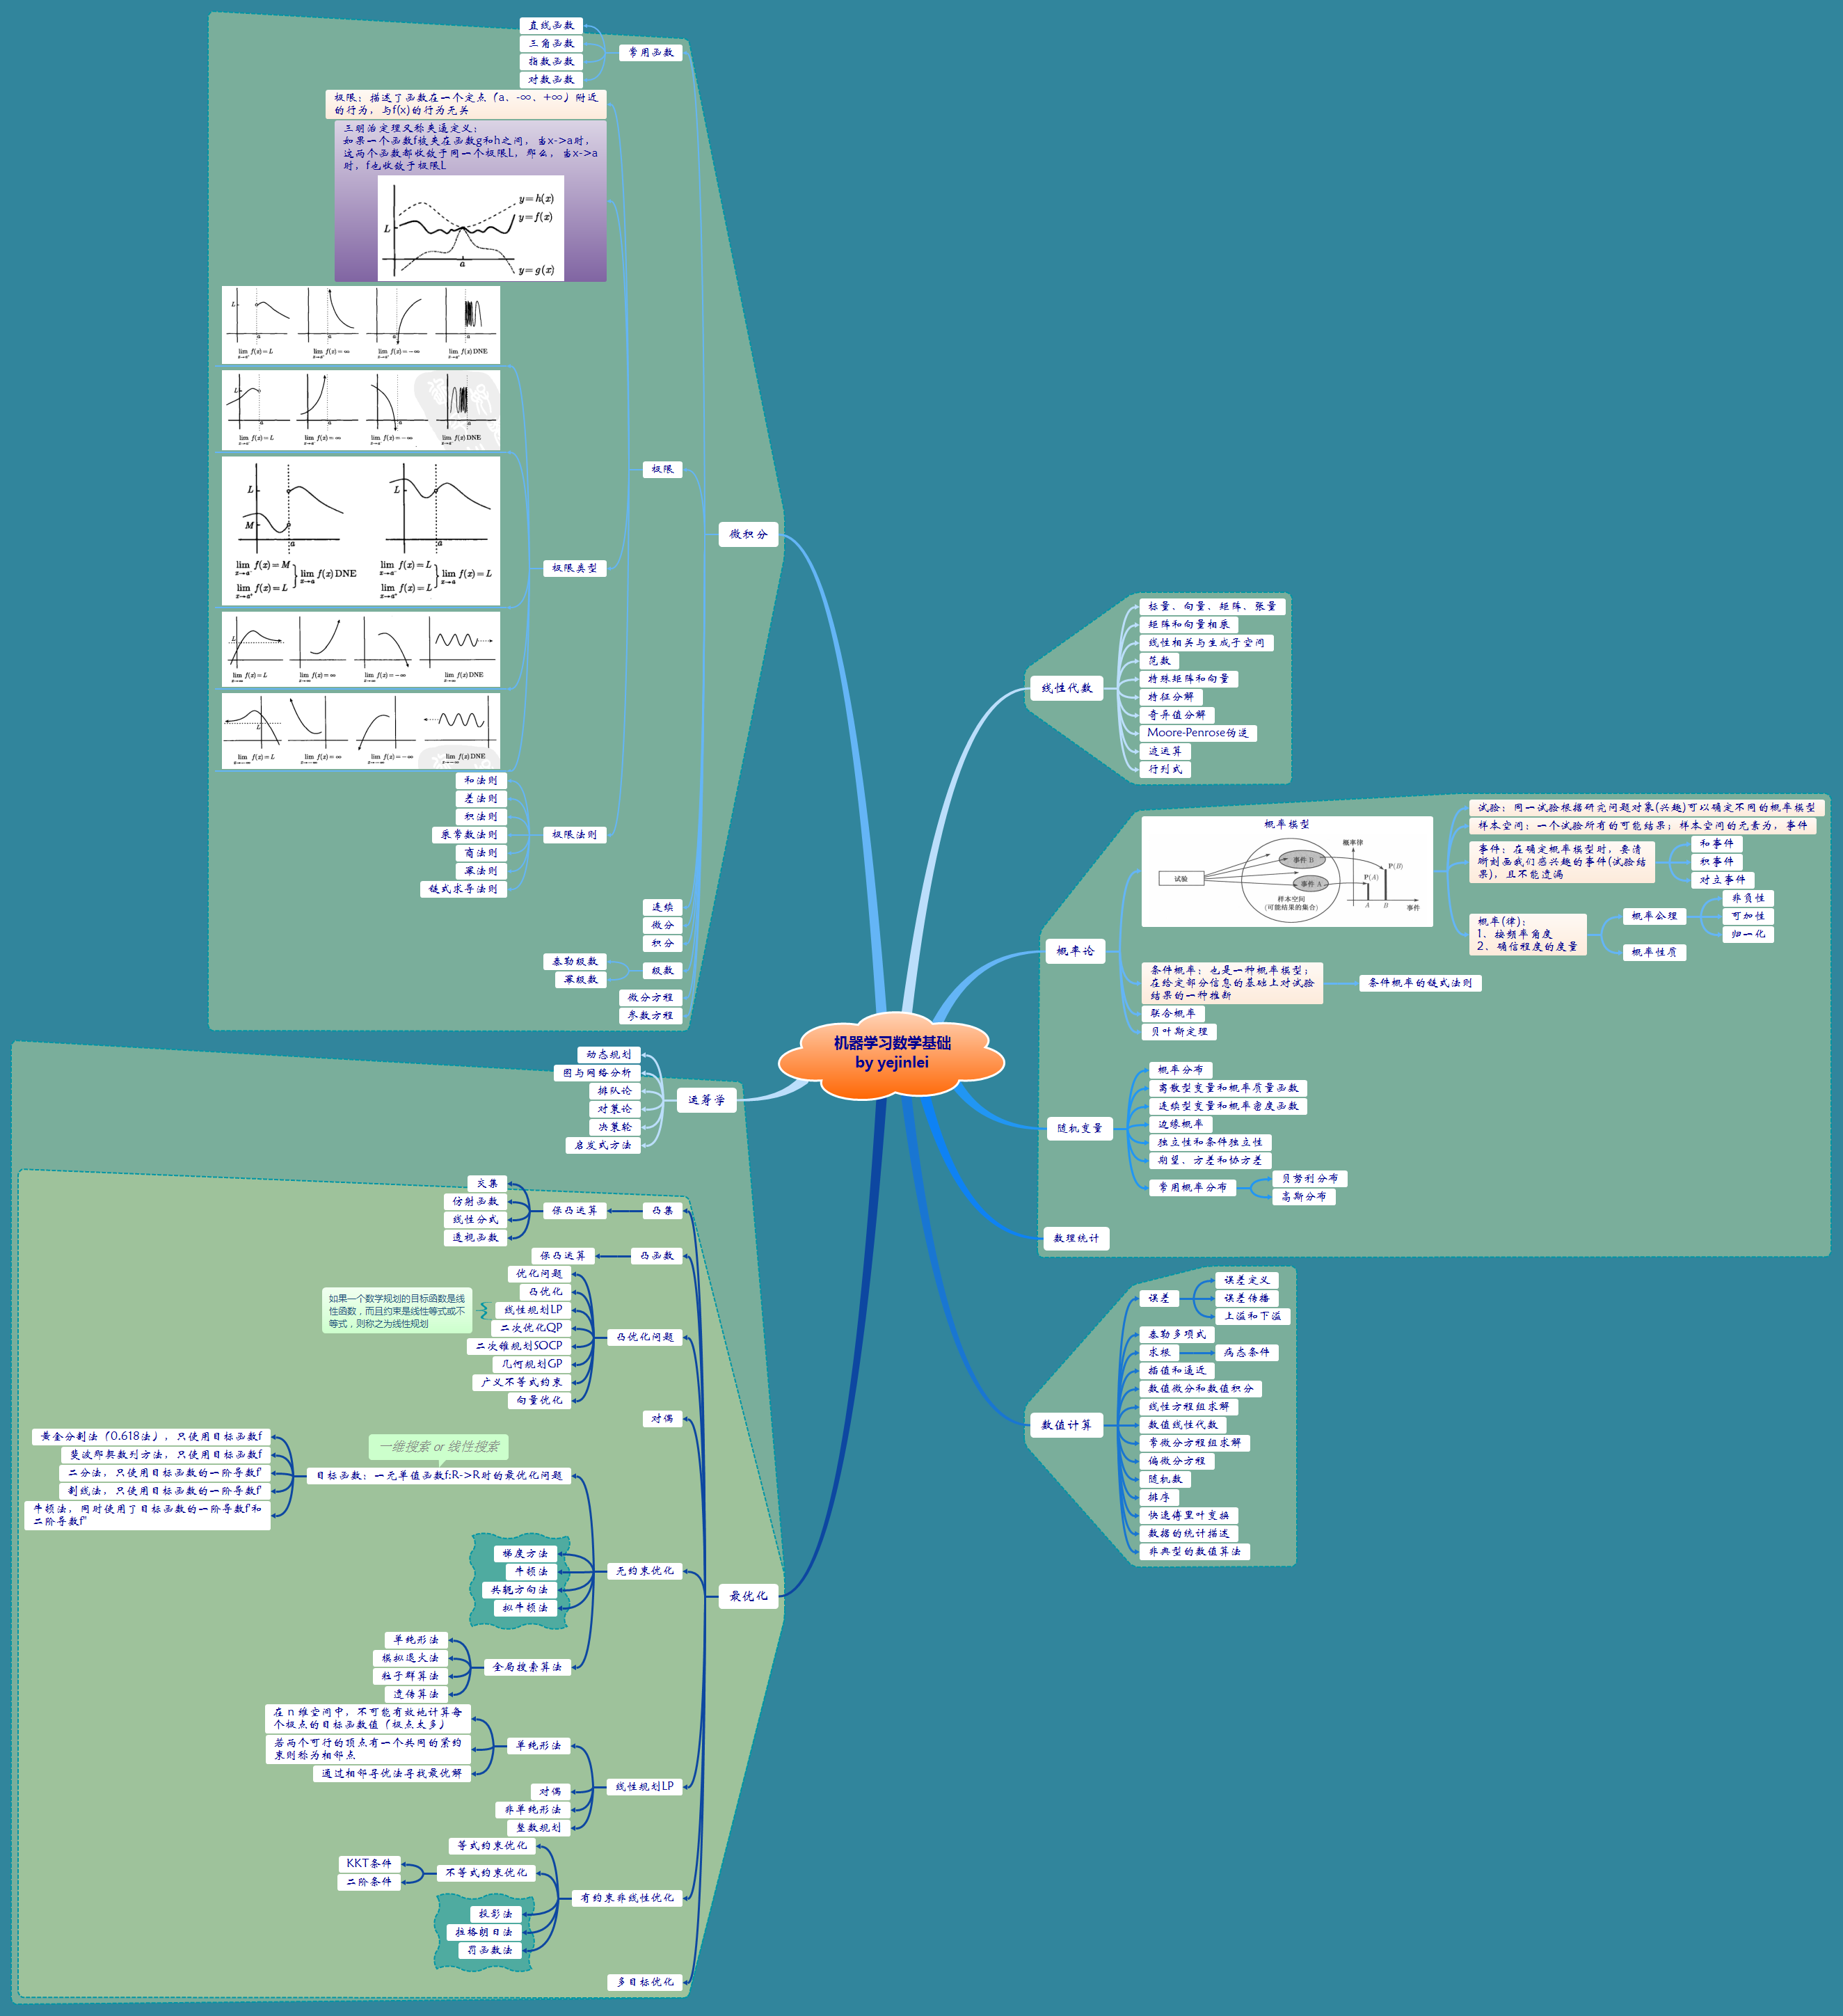 机器学习数学基础
by yejinlei
微积分
常用函数
直线函数
三角函数
指数函数
对数函数
极限
极限：描述了函数在一个定点（a、-∞、+∞）附近
的行为，与f(x)的行为无关
三明治定理又称夹逼定义：
如果一个函数f被夹在函数g和h之间，当x->a时，
这两个函数都收敛于同一个极限L，那么，当x->a
时，f也收敛于极限L
y=h(x)
y=f(x)
L
a
y=g(x)
极限类型
L
a a a a
lim x→a⁺ f(x)=L lim x→a⁺ f(x)=∞ lim x→a⁺ f(x)=−∞ lim x→a⁺ f(x) DNE
L
a a a a
lim x→a⁻ f(x)=L lim x→a⁻ f(x)=∞ lim x→a⁻ f(x)=−∞ lim x→a⁻ f(x) DNE
L L
M
a a
lim x→a⁻ f(x)=M
lim x→a⁺ f(x)=L
lim x→a f(x) DNE
lim x→a⁻ f(x)=L
lim x→a⁺ f(x)=L
lim x→a f(x)=L
L
lim x→∞ f(x)=L lim x→∞ f(x)=∞ lim x→∞ f(x)=−∞ lim x→∞ f(x) DNE
L
lim x→−∞ f(x)=L lim x→−∞ f(x)=∞ lim x→−∞ f(x)=−∞ lim x→−∞ f(x) DNE
极限法则
和法则
差法则
积法则
乘常数法则
商法则
幂法则
链式求导法则
连续
微分
积分
级数
泰勒级数
幂级数
微分方程
参数方程
线性代数
标量、向量、矩阵、张量
矩阵和向量相乘
线性相关与生成子空间
范数
特殊矩阵和向量
特征分解
奇异值分解
Moore-Penrose伪逆
迹运算
行列式
概率论
概率模型
概率律
事件 B
P(B)
试验
P(A)
事件 A
样本空间
(可能结果的集合)
A B
事件
试验：同一试验根据研究问题对象(兴趣)可以确定不同的概率模型
样本空间：一个试验所有的可能结果；样本空间的元素为，事件
事件：在确定概率模型时，要清
晰刻画我们感兴趣的事件(试验结
果)，且不能遗漏
和事件
积事件
对立事件
概率(律)：
1、按频率角度
2、确信程度的度量
概率公理
非负性
可加性
归一化
概率性质
条件概率：也是一种概率模型；
在给定部分信息的基础上对试验
结果的一种推断
条件概率的链式法则
联合概率
贝叶斯定理
随机变量
概率分布
离散型变量和概率质量函数
连续型变量和概率密度函数
边缘概率
独立性和条件独立性
期望、方差和协方差
常用概率分布
贝努利分布
高斯分布
数理统计
数值计算
误差
误差定义
误差传播
上溢和下溢
泰勒多项式
求根
病态条件
插值和逼近
数值微分和数值积分
线性方程组求解
数值线性代数
常微分方程组求解
偏微分方程
随机数
排序
快速傅里叶变换
数据的统计描述
非典型的数值算法
运筹学
动态规划
图与网络分析
排队论
对策论
决策轮
启发式方法
最优化
凸集
保凸运算
交集
仿射函数
线性分式
透视函数
凸函数
保凸运算
凸优化问题
优化问题
凸优化
线性规划LP
如果一个数学规划的目标函数是线
性函数，而且约束是线性等式或不
等式，则称之为线性规划
二次优化QP
二次锥规划SOCP
几何规划GP
广义不等式约束
向量优化
对偶
无约束优化
一维搜索 or 线性搜索
目标函数：一元单值函数f:R->R时的最优化问题
黄金分割法（0.618法），只使用目标函数f
斐波那契数列方法，只使用目标函数f
二分法，只使用目标函数的一阶导数f'
割线法，只使用目标函数的一阶导数f'
牛顿法，同时使用了目标函数的一阶导数f'和
二阶导数f''
梯度方法
牛顿法
共轭方向法
拟牛顿法
全局搜索算法
单纯形法
模拟退火法
粒子群算法
遗传算法
线性规划LP
单纯形法
在 n 维空间中，不可能有效地计算每
个极点的目标函数值（极点太多）
若两个可行的顶点有一个共同的紧约
束则称为相邻点
通过相邻寻优法寻找最优解
对偶
非单纯形法
整数规划
有约束非线性优化
等式约束优化
不等式约束优化
KKT条件
二阶条件
投影法
拉格朗日法
罚函数法
多目标优化